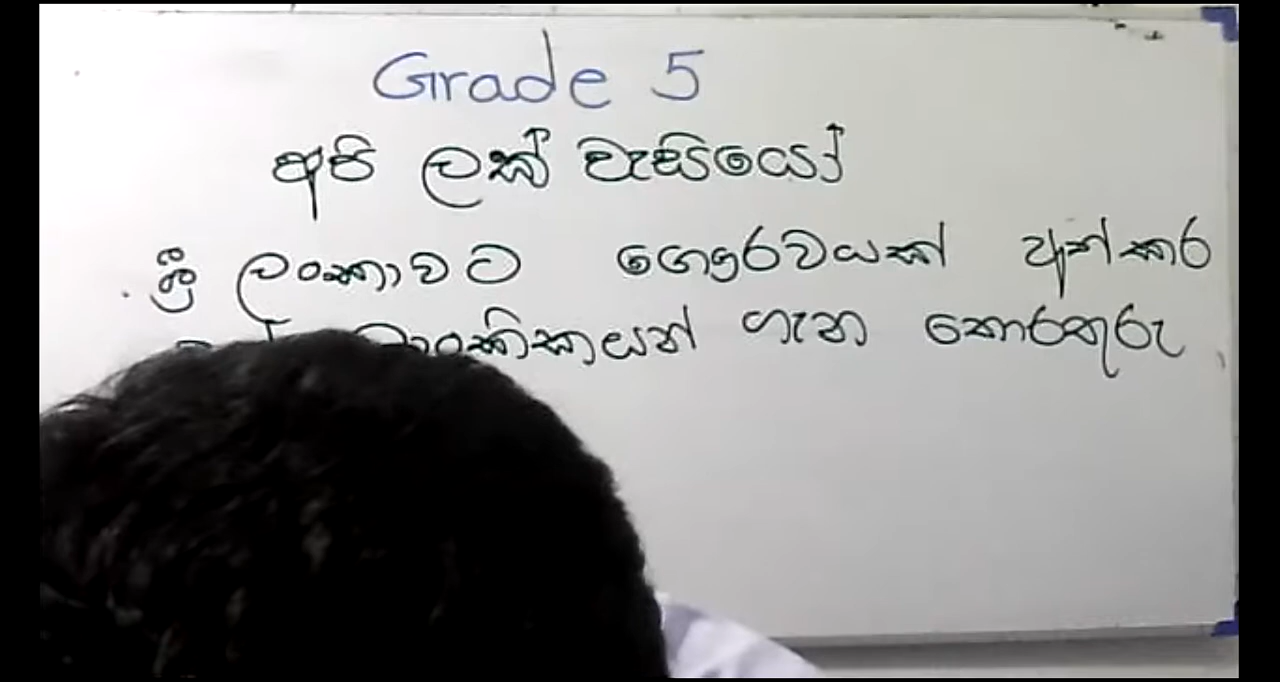 Grade 5
අපි ලක් වැසියෝ
ශ්‍රී ලංකාවට ගෞරවයක් අත්කර
ගැන තොරතුරු